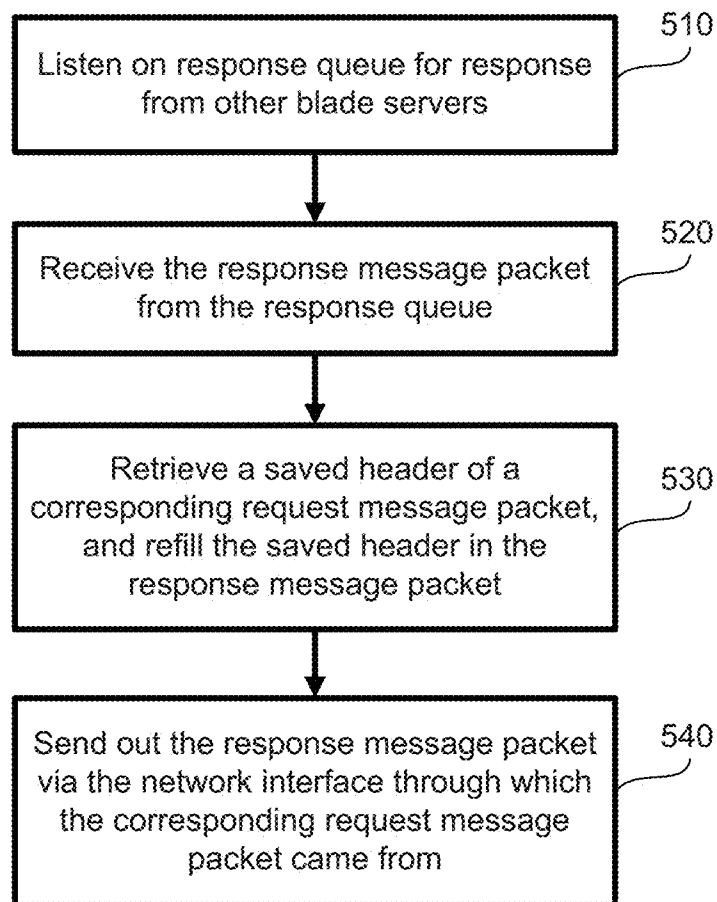 510
Listen on response queue for response
from other blade servers
520
Receive the response message packet
from the response queue
530
Retrieve a saved header of a
corresponding request message packet,
and refill the saved header in the
response message packet
540
Send out the response message packet
via the network interface through which
the corresponding request message
packet came from